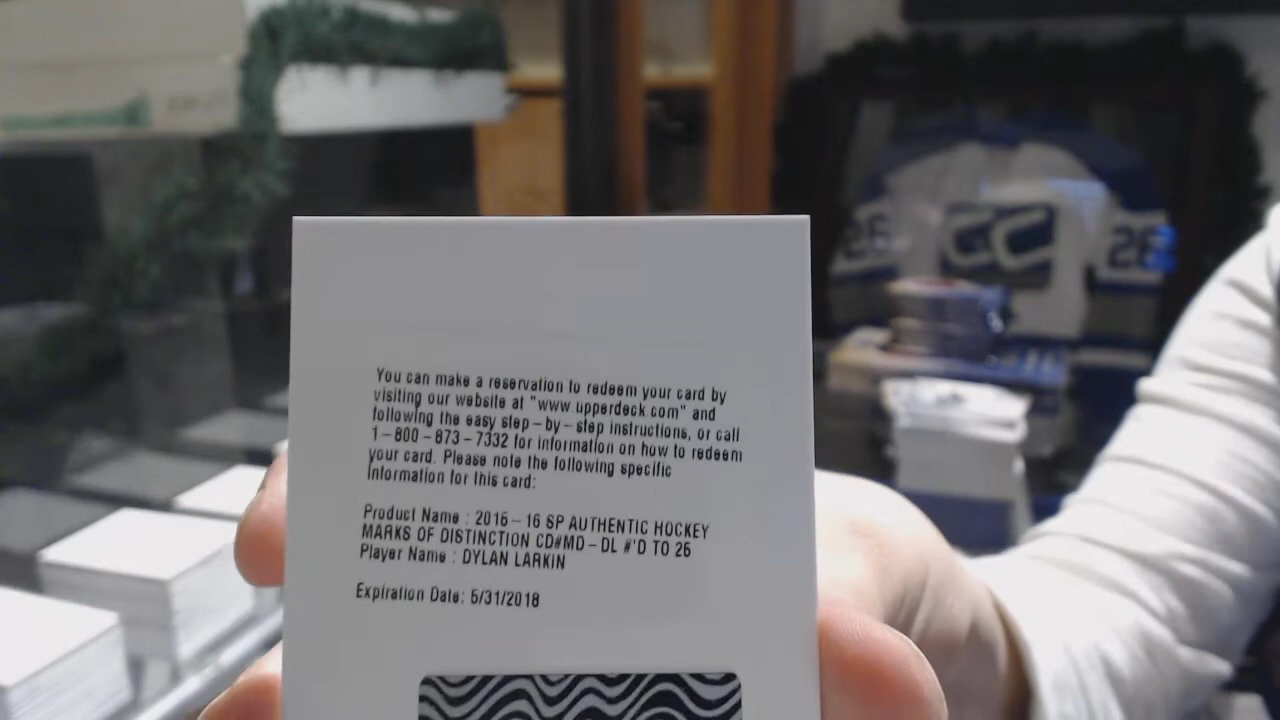 You can make a reservation to redeem your card by
visiting our website at "www.upperdeck.com" and
following the easy step-by-step instructions, or call
1-800-873-7332 for information on how to redeem
your card. Please note the following specific
information for this card:
Product Name : 2015-16 SP AUTHENTIC HOCKEY
MARKS OF DISTINCTION CD#MD-DL #'D TO 25
Player Name : DYLAN LARKIN
Expiration Date: 5/31/2018
26
26